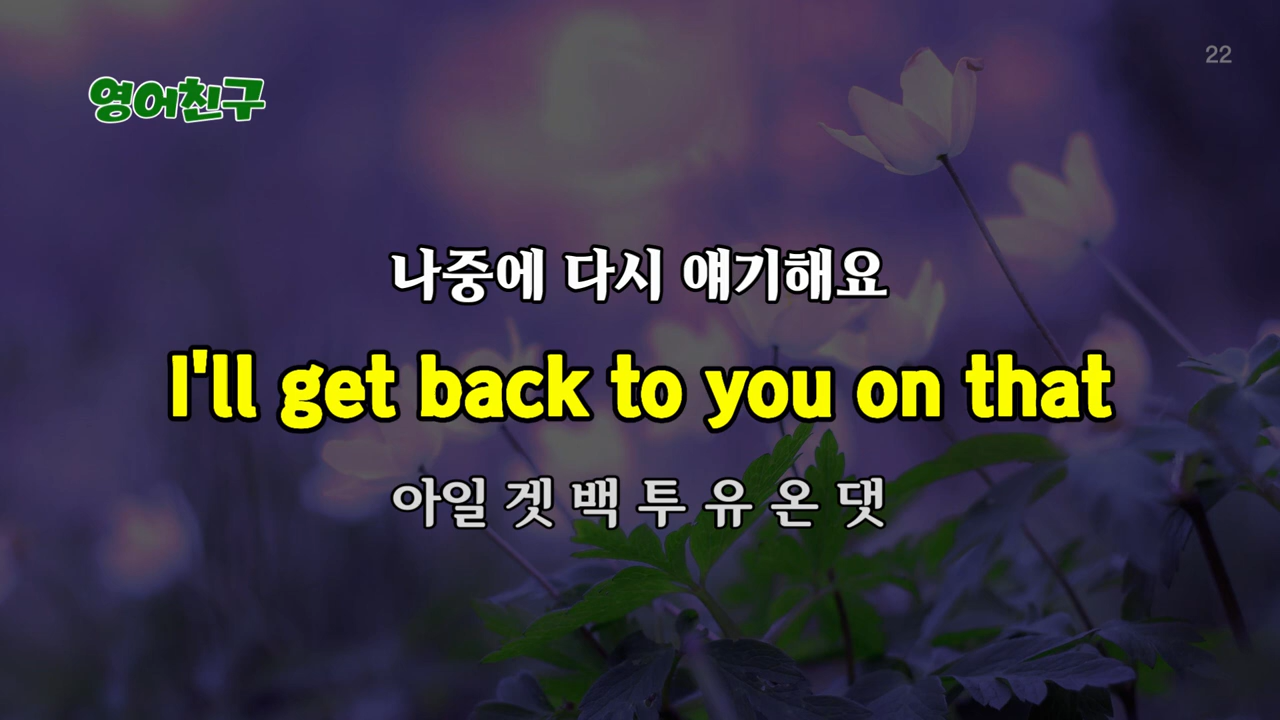 22
영어친구
나중에 다시 얘기해요
I'll get back to you on that
아일 겟 백 투 유 온 댓